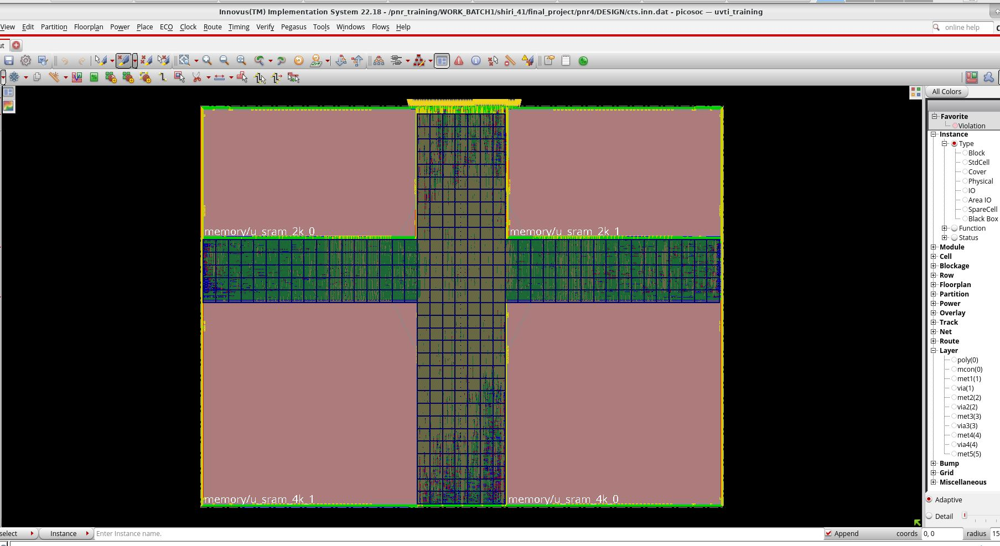 Innovus(TM) Implementation System 22.18 - /pnr_training/WORK_BATCH1/shiri_41/final_project/pnr4/DESIGN/cts.inn.dat - picosoc — uvti_training
View Edit Partition Floorplan Power Place ECO Clock Route Timing Verify Pegasus Tools Windows Flows Help
online help
ut
All Colors
Favorite
Violation
Instance
Type
Block
StdCell
Cover
Physical
IO
Area IO
SpareCell
Black Box
Function
Status
Module
Cell
Blockage
Row
Floorplan
Partition
Power
Overlay
Track
Net
Route
Layer
poly(0)
mcon(0)
met1(1)
via(1)
met2(2)
via2(2)
met3(3)
via3(3)
met4(4)
via4(4)
met5(5)
Bump
Grid
Miscellaneous
Adaptive
Detail
memory/u_sram_2k_0
memory/u_sram_2k_1
memory/u_sram_4k_1
memory/u_sram_4k_0
select Instance Enter Instance name. Append coords 0, 0 radius 15